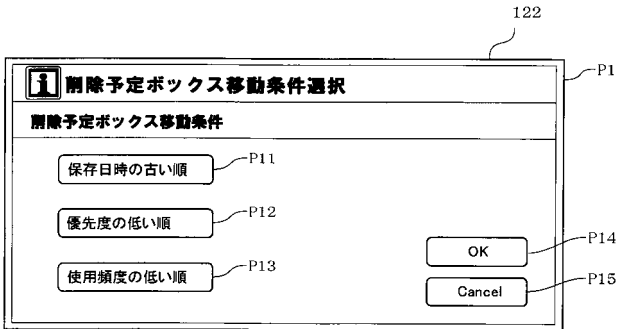 122
P1
i 削除予定ボックス移動条件選択
削除予定ボックス移動条件
保存日時の古い順 P11
優先度の低い順 P12
使用頻度の低い順 P13
OK P14
Cancel P15